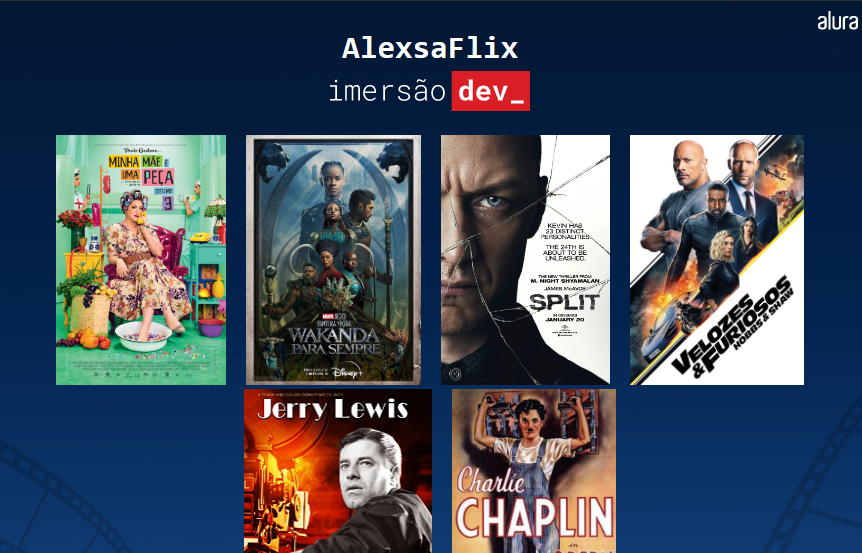 alura
AlexsaFlix
imersão dev_
Paulo Gustavo
MINHA MÃE É
UMA PEÇA
3
KEVIN HAS
23 DISTINCT
PERSONALITIES.
THE 24TH IS
ABOUT TO BE
UNLEASHED.
THE NEW THRILLER FROM
M. NIGHT SHYAMALAN
JAMES McAVOY
SPLIT
IN CINEMAS
JANUARY 20
MARVEL STUDIOS
PANTERA NEGRA
WAKANDA
PARA SEMPRE
Disney+
VELOZES
& FURIOSOS
HOBBS & SHAW
Jerry Lewis
Charlie
CHAPLIN